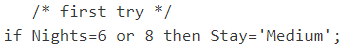 /* first try */
if Nights=6 or 8 then Stay='Medium';